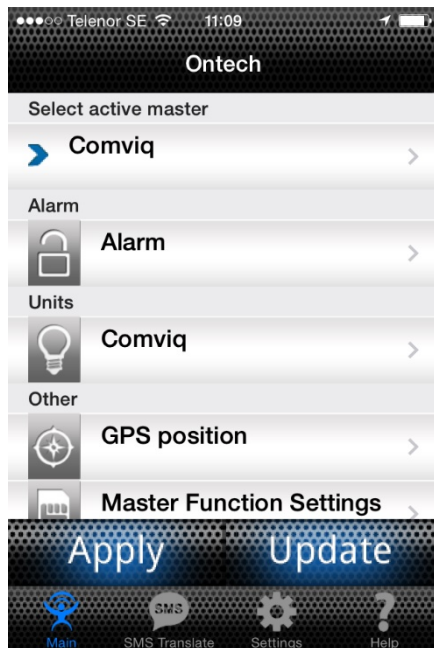 Telenor SE 11:09
Ontech
Select active master
Comviq
Alarm
Alarm
Units
Comviq
Other
GPS position
Master Function Settings
Apply Update
SMS
Main SMS Translate Settings Help